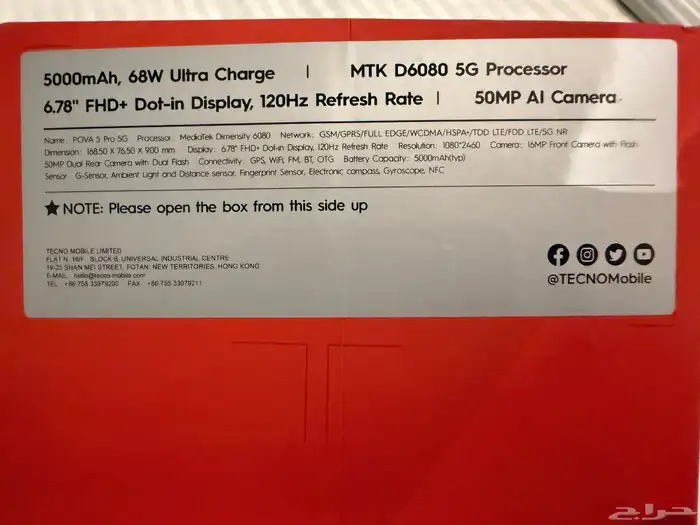 5000mAh, 68W Ultra Charge | MTK D6080 5G Processor
6.78" FHD+ Dot-in Display, 120Hz Refresh Rate | 50MP AI Camera
Name: POVA 5 Pro 5G Processor: MediaTek Dimensity 6080 Network: GSM/GPRS/FULL EDGE/WCDMA/HSPA+/TDD LTE/FDD LTE/5G NR
Dimension: 168.50 X 76.50 X 9.00 mm Display: 6.78" FHD+ Dot-in Display, 120Hz Refresh Rate Resolution: 1080*2460 Camera: 16MP Front Camera with Flash
50MP Dual Rear Camera with Dual Flash Connectivity: GPS, WiFi, FM, BT, OTG Battery Capacity: 5000mAh(typ)
Sensor: G-Sensor, Ambient Light and Distance sensor, Fingerprint Sensor, Electronic compass, Gyroscope, NFC
★NOTE: Please open the box from this side up
TECNO MOBILE LIMITED
FLAT N, 16/F, BLOCK B, UNIVERSAL INDUSTRIAL CENTRE
19-25 SHAN MEI STREET, FOTAN, NEW TERRITORIES, HONG KONG
E-MAIL: hello@tecno-mobile.com
TEL: +86-755 33979200 FAX: +86-755 33979211
@TECNOMobile
حراج